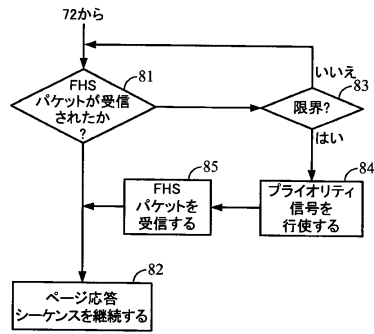 72から
81
FHS
パケットが受信
されたか
?
いいえ
83
限界?
はい
84
プライオリティ
信号を
行使する
85
FHS
パケットを
受信する
82
ページ応答
シーケンスを継続する